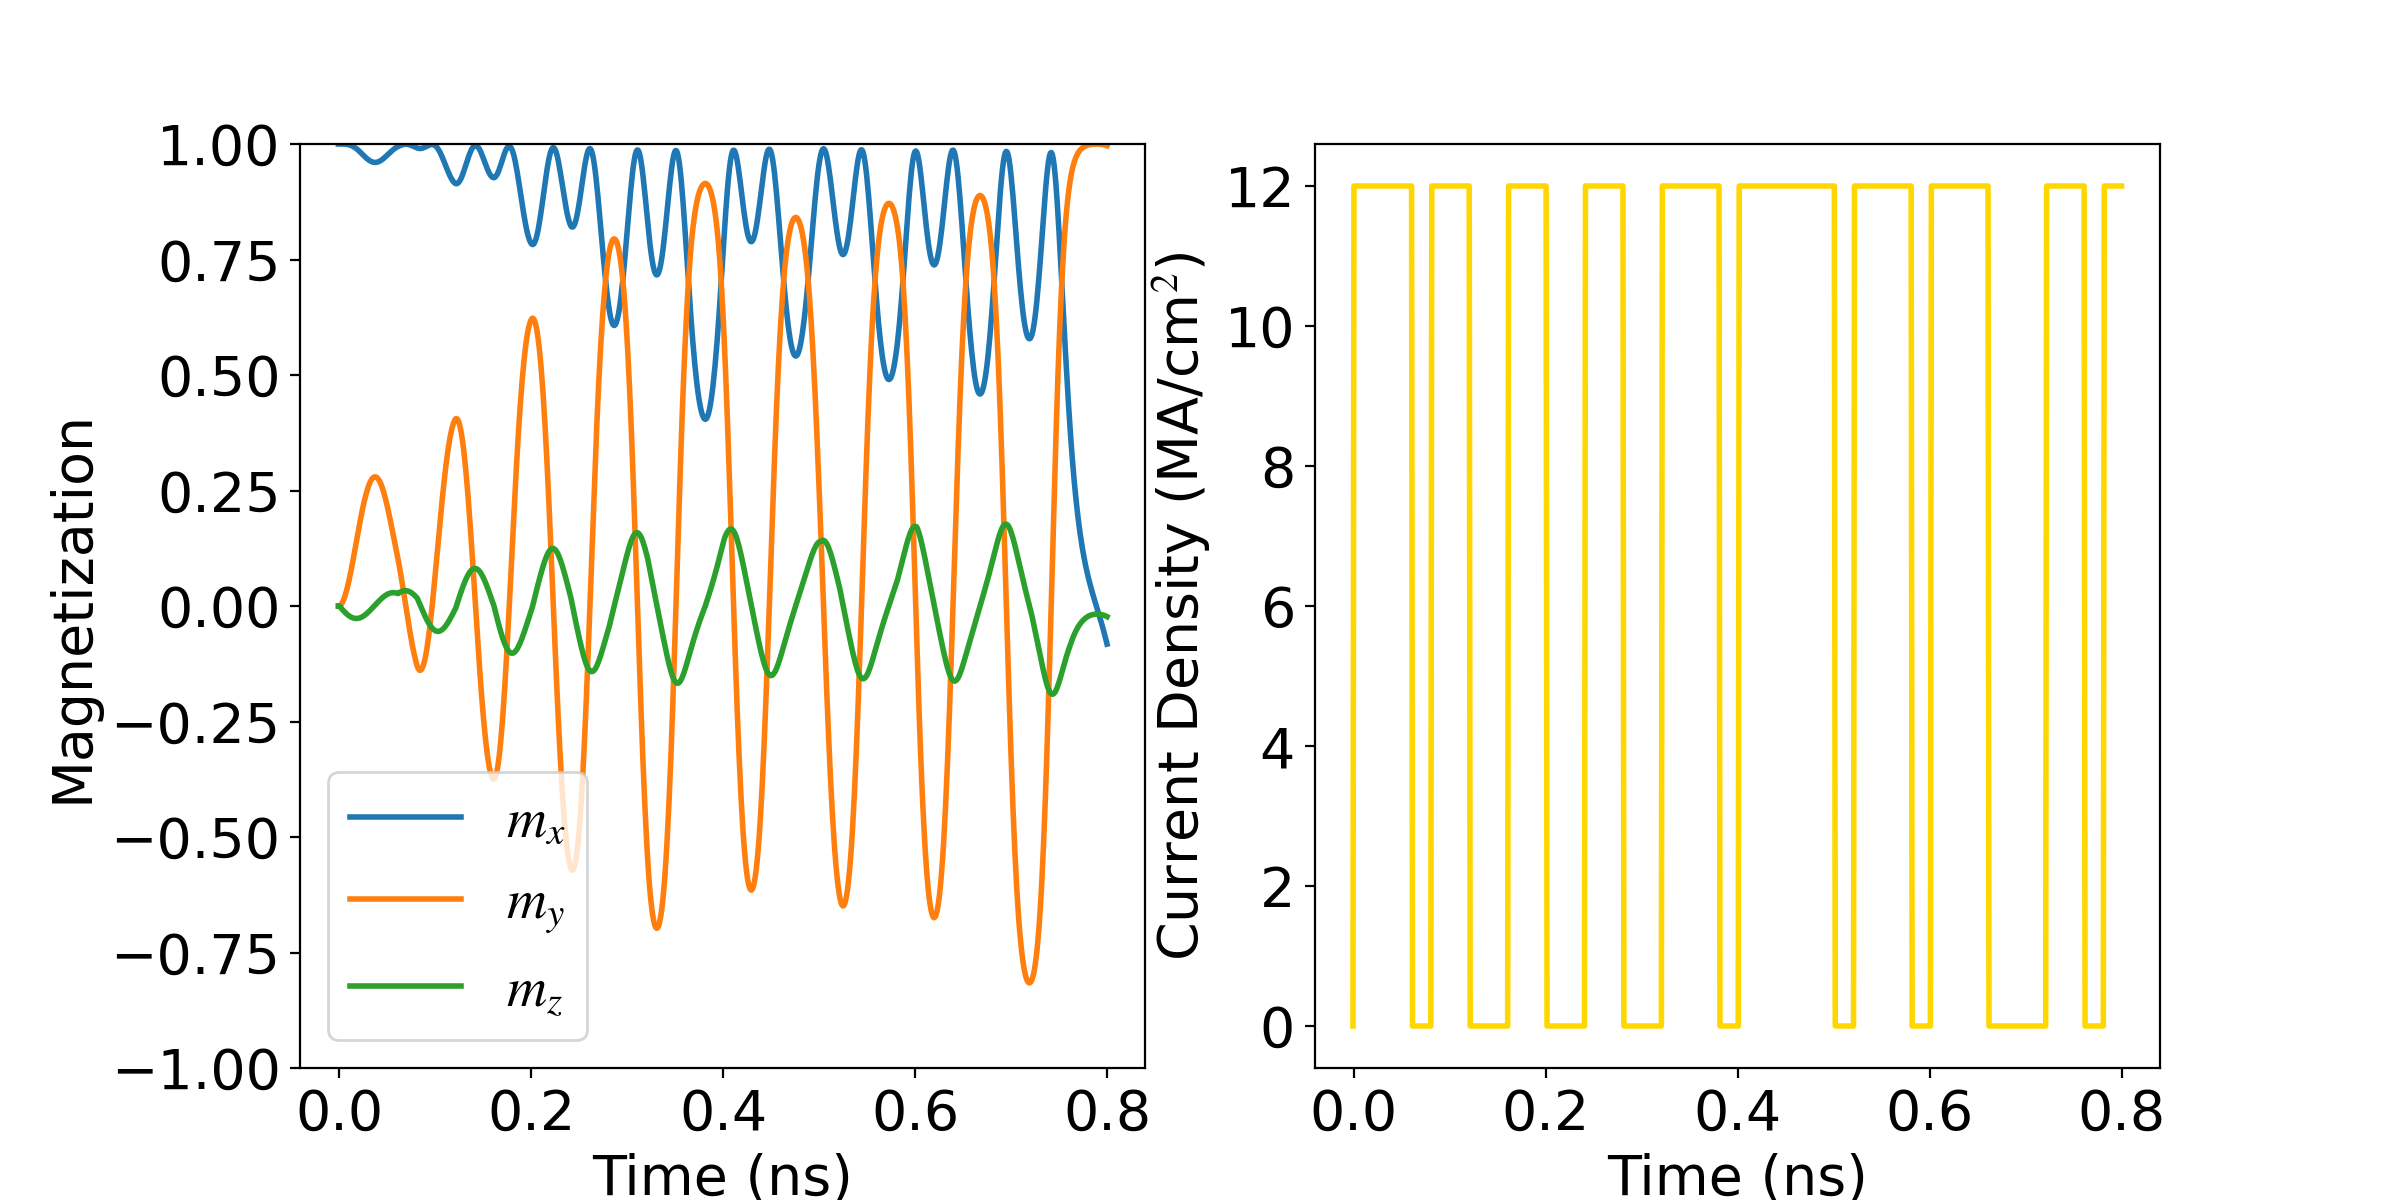 1.00
0.75
0.50
0.25
0.00
−0.25
−0.50
−0.75
−1.00
Magnetization
m_x
m_y
m_z
0.0 0.2 0.4 0.6 0.8
Time (ns)
12
10
8
6
4
2
0
Current Density (MA/cm²)
0.0 0.2 0.4 0.6 0.8
Time (ns)